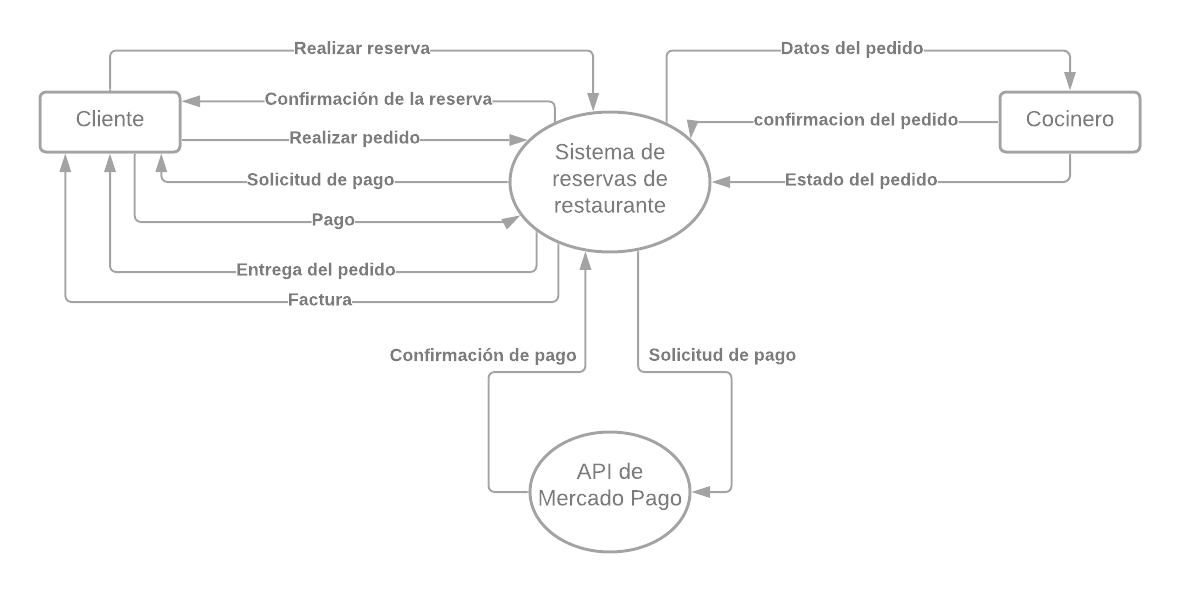 Realizar reserva
Datos del pedido
Confirmación de la reserva
Cliente
confirmacion del pedido
Cocinero
Realizar pedido
Sistema de
reservas de
restaurante
Solicitud de pago
Estado del pedido
Pago
Entrega del pedido
Factura
Confirmación de pago
Solicitud de pago
API de
Mercado Pago